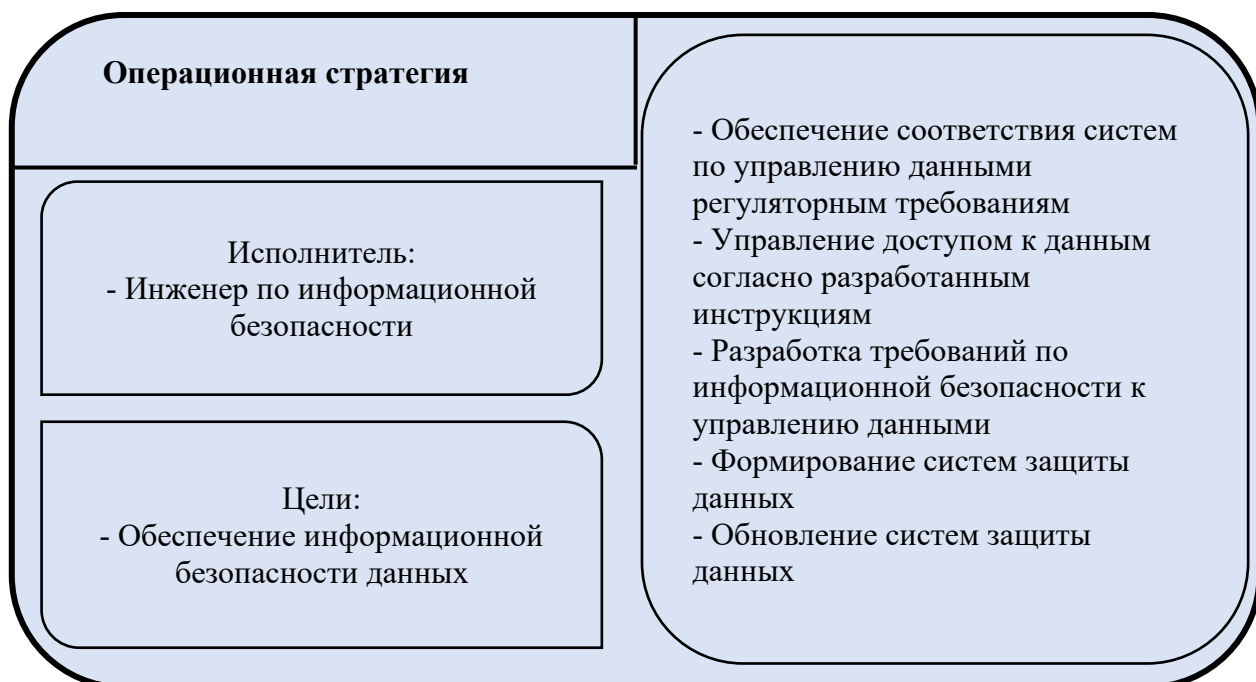 Операционная стратегия
Исполнитель:
- Инженер по информационной
безопасности
Цели:
- Обеспечение информационной
безопасности данных
- Обеспечение соответствия систем
по управлению данными
регуляторным требованиям
- Управление доступом к данным
согласно разработанным
инструкциям
- Разработка требований по
информационной безопасности к
управлению данными
- Формирование систем защиты
данных
- Обновление систем защиты
данных